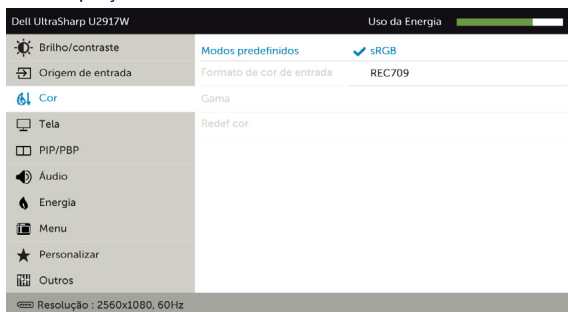 Dell UltraSharp U2917W
Uso da Energia
Brilho/contraste
Modos predefinidos
sRGB
Origem de entrada
Formato de cor de entrada
REC709
Cor
Gama
Tela
Redef cor
PIP/PBP
Áudio
Energia
Menu
Personalizar
Outros
Resolução : 2560x1080, 60Hz